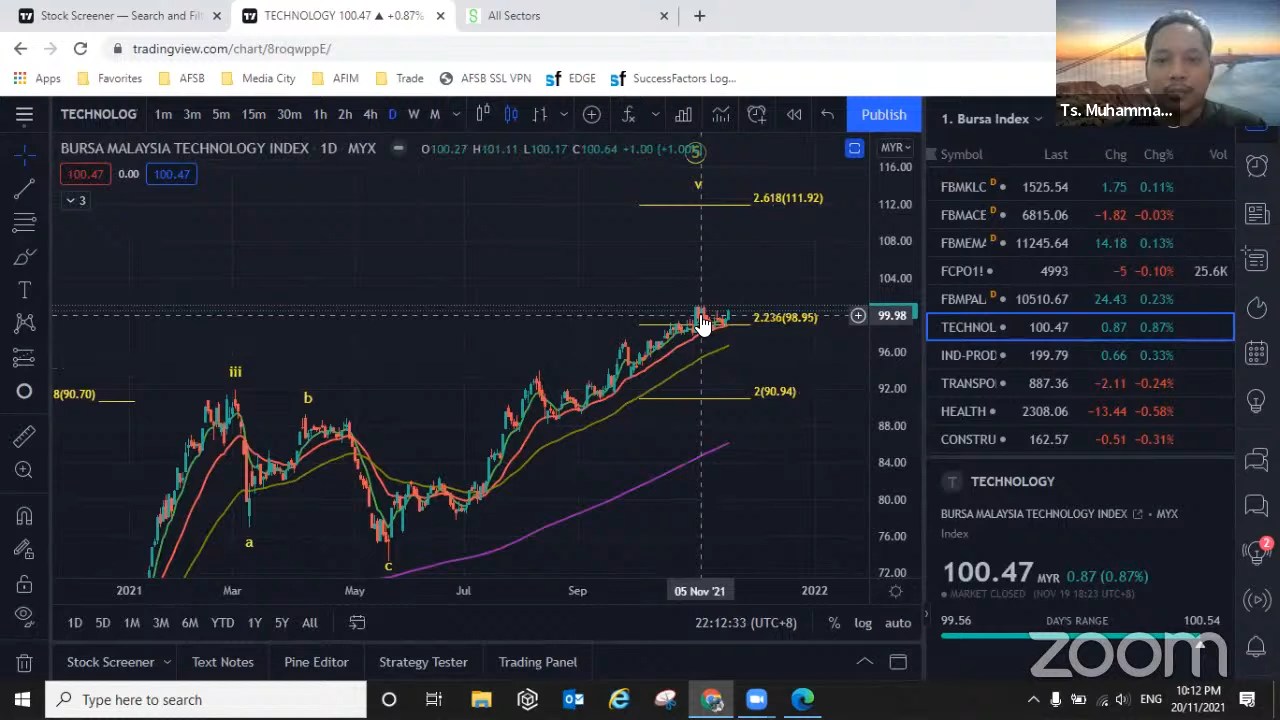 Stock Screener — Search and Filt
TECHNOLOGY 100.47 ▲ +0.87%
All Sectors
tradingview.com/chart/8roqwppE/
Apps Favorites AFSB Media City AFIM Trade AFSB SSL VPN EDGE SuccessFactors Log...
Ts. Muhamma...
TECHNOLOG 1m 3m 5m 15m 30m 1h 2h 4h D W M Publish
BURSA MALAYSIA TECHNOLOGY INDEX 1D MYX O100.27 H101.11 L100.17 C100.64 +1.00
MYR
100.47 0.00 100.47
3
5
v
2.618(111.92)
2.236(98.95)
2(90.94)
8(90.70)
iii
b
a
c
116.00
112.00
108.00
104.00
99.98
96.00
92.00
88.00
84.00
80.00
76.00
72.00
2021 Mar May Jul Sep 05 Nov '21 2022
1D 5D 1M 3M 6M YTD 1Y 5Y All 22:12:33 (UTC+8) % log auto
Stock Screener Text Notes Pine Editor Strategy Tester Trading Panel
1. Bursa Index
Symbol Last Chg Chg% Vol
FBMKLC D 1525.54 1.75 0.11%
FBMACE D 6815.06 −1.82 −0.03%
FBMEMA D 11245.64 14.18 0.13%
FCPO1! 4993 −5 −0.10% 25.6K
FBMPAL D 10510.67 24.43 0.23%
TECHNOL 100.47 0.87 0.87%
IND-PROD 199.79 0.66 0.33%
TRANSPO 887.36 −2.11 −0.24%
HEALTH 2308.06 −13.44 −0.58%
CONSTRU 162.57 −0.51 −0.31%
T TECHNOLOGY
BURSA MALAYSIA TECHNOLOGY INDEX • MYX
Index
100.47 MYR 0.87 (0.87%)
MARKET CLOSED (NOV 19 18:23 UTC+8)
99.56 DAY'S RANGE 100.54
2
zoom
Type here to search
ENG
10:12 PM
20/11/2021